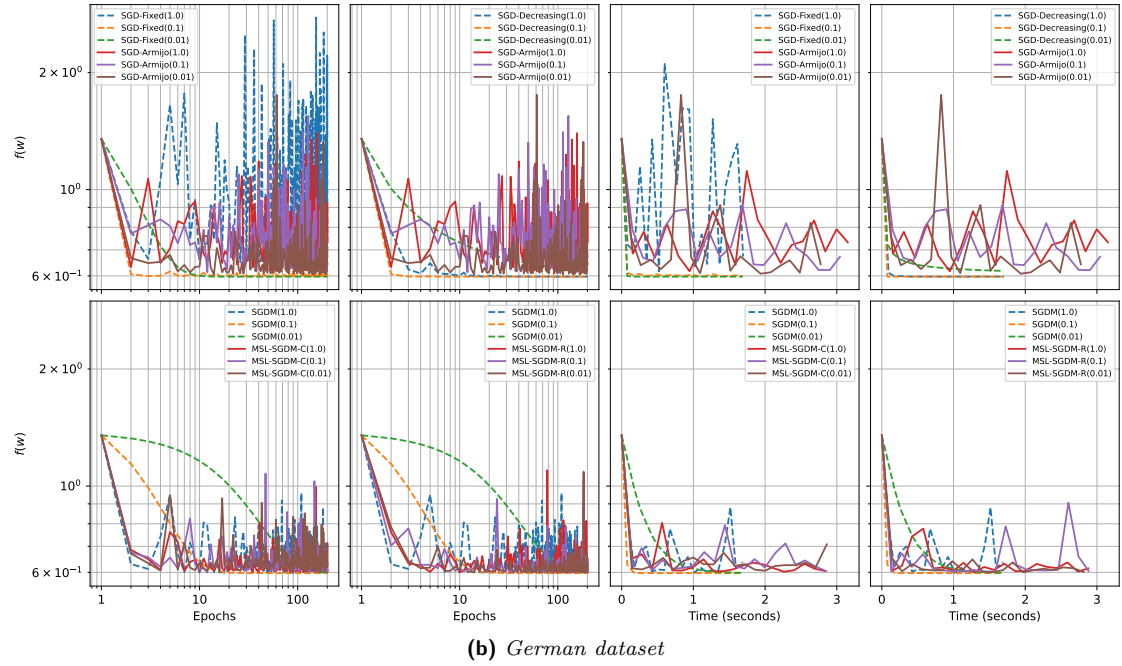 SGD-Fixed(1.0)
SGD-Fixed(0.1)
SGD-Fixed(0.01)
SGD-Armijo(1.0)
SGD-Armijo(0.1)
SGD-Armijo(0.01)
SGD-Decreasing(1.0)
SGD-Decreasing(0.1)
SGD-Decreasing(0.01)
SGD-Armijo(1.0)
SGD-Armijo(0.1)
SGD-Armijo(0.01)
SGD-Fixed(1.0)
SGD-Fixed(0.1)
SGD-Fixed(0.01)
SGD-Armijo(1.0)
SGD-Armijo(0.1)
SGD-Armijo(0.01)
SGD-Decreasing(1.0)
SGD-Decreasing(0.1)
SGD-Decreasing(0.01)
SGD-Armijo(1.0)
SGD-Armijo(0.1)
SGD-Armijo(0.01)
2 × 10⁰
10⁰
6 × 10⁻¹
f(w)
SGDM(1.0)
SGDM(0.1)
SGDM(0.01)
MSL-SGDM-C(1.0)
MSL-SGDM-C(0.1)
MSL-SGDM-C(0.01)
SGDM(1.0)
SGDM(0.1)
SGDM(0.01)
MSL-SGDM-R(1.0)
MSL-SGDM-R(0.1)
MSL-SGDM-R(0.01)
SGDM(1.0)
SGDM(0.1)
SGDM(0.01)
MSL-SGDM-C(1.0)
MSL-SGDM-C(0.1)
MSL-SGDM-C(0.01)
SGDM(1.0)
SGDM(0.1)
SGDM(0.01)
MSL-SGDM-R(1.0)
MSL-SGDM-R(0.1)
MSL-SGDM-R(0.01)
2 × 10⁰
10⁰
6 × 10⁻¹
f(w)
1 10 100
1 10 100
0 1 2 3
0 1 2 3
Epochs
Epochs
Time (seconds)
Time (seconds)
(b) German dataset